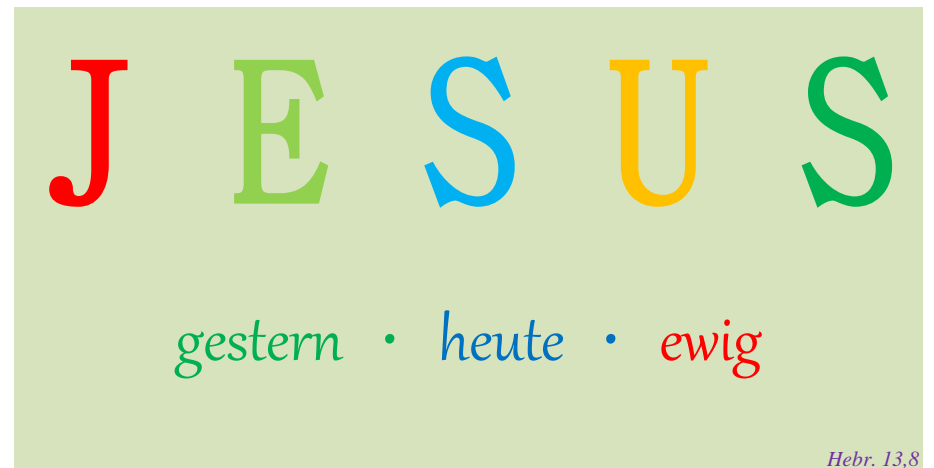 J E S U S
gestern • heute • ewig
Hebr. 13,8